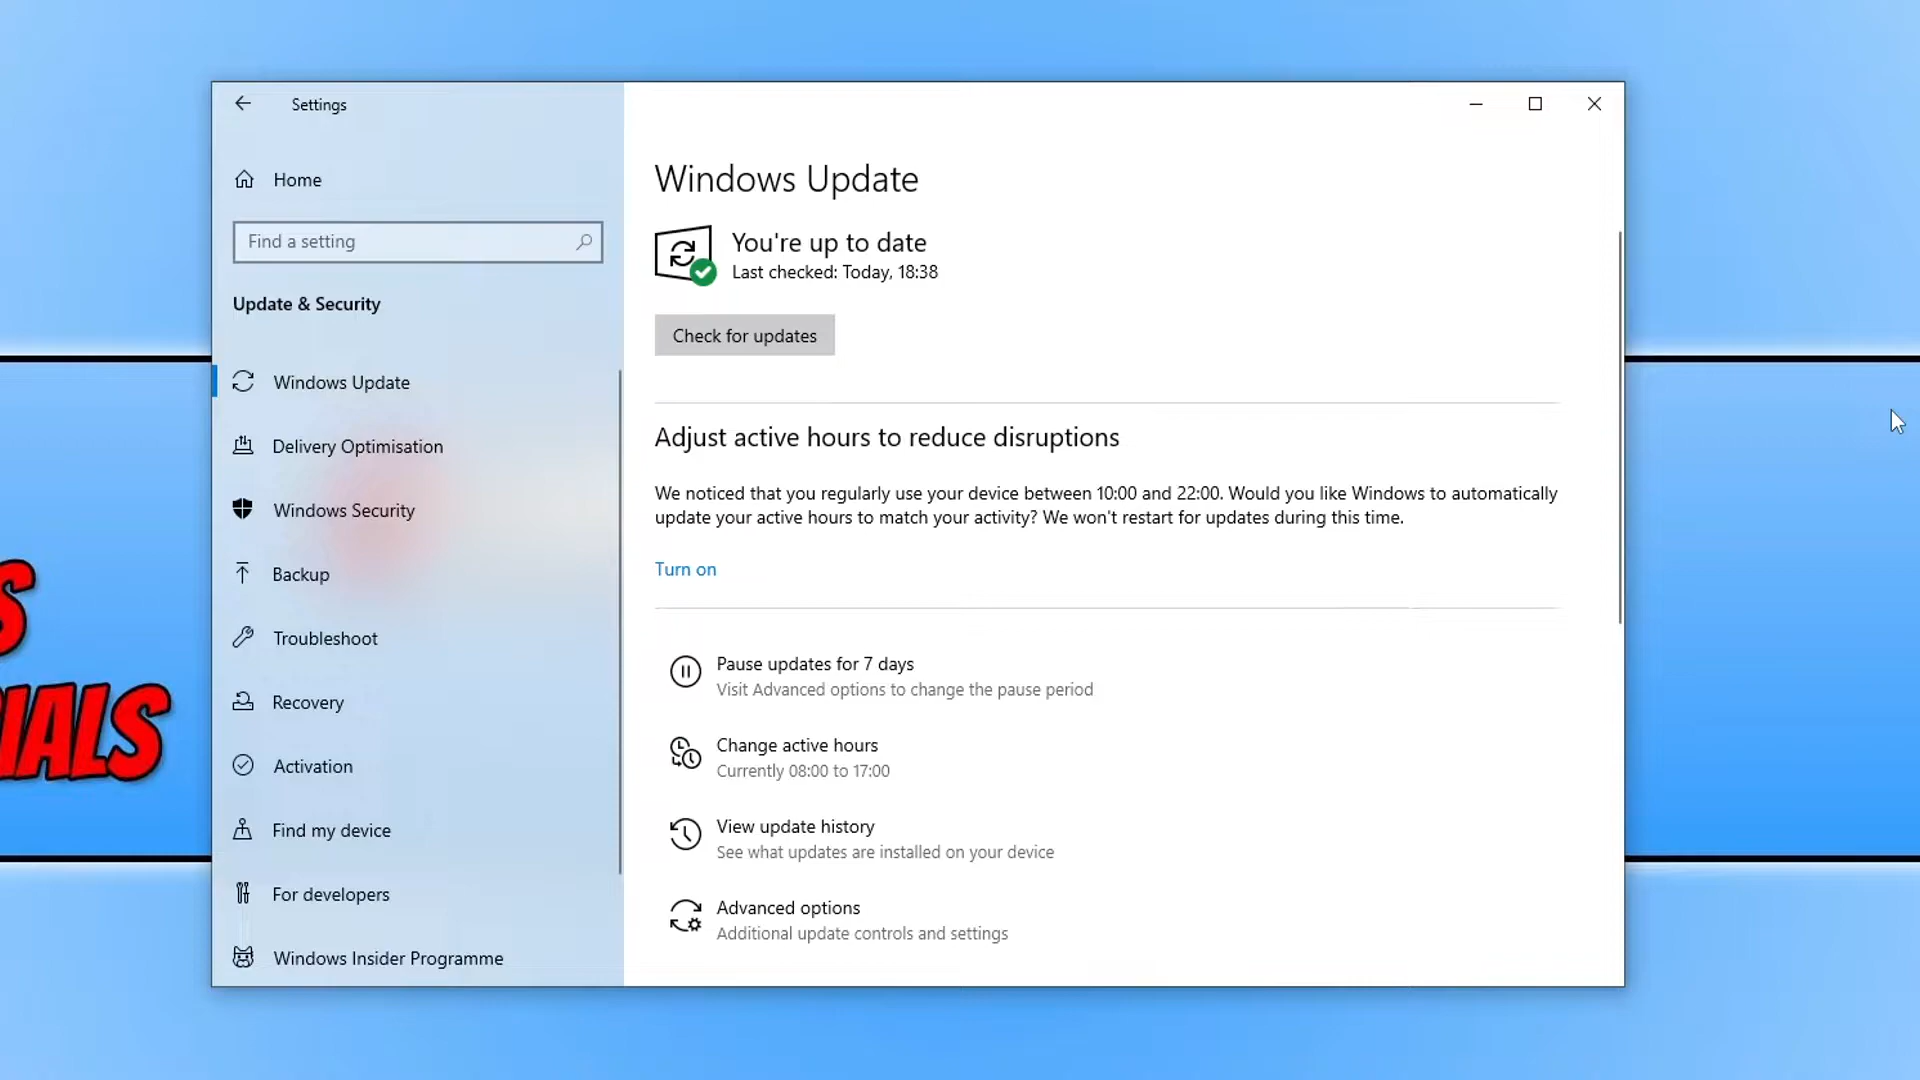 Settings
Home
Find a setting
Update & Security
Windows Update
Delivery Optimisation
Windows Security
Backup
Troubleshoot
Recovery
Activation
Find my device
For developers
Windows Insider Programme
Windows Update
You're up to date
Last checked: Today, 18:38
Check for updates
Adjust active hours to reduce disruptions
We noticed that you regularly use your device between 10:00 and 22:00. Would you like Windows to automatically
update your active hours to match your activity? We won't restart for updates during this time.
Turn on
Pause updates for 7 days
Visit Advanced options to change the pause period
Change active hours
Currently 08:00 to 17:00
View update history
See what updates are installed on your device
Advanced options
Additional update controls and settings
S
IALS